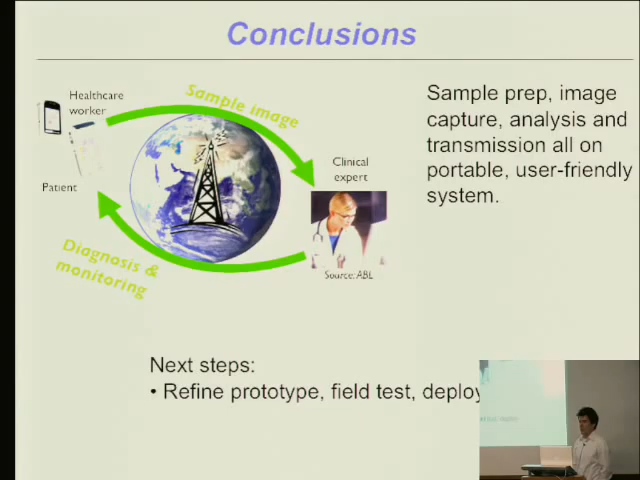 Conclusions
Healthcare
worker
Sample image
Clinical
expert
Patient
Diagnosis &
monitoring
Source: ABL
Sample prep, image
capture, analysis and
transmission all on
portable, user-friendly
system.
Next steps:
• Refine prototype, field test, deploy